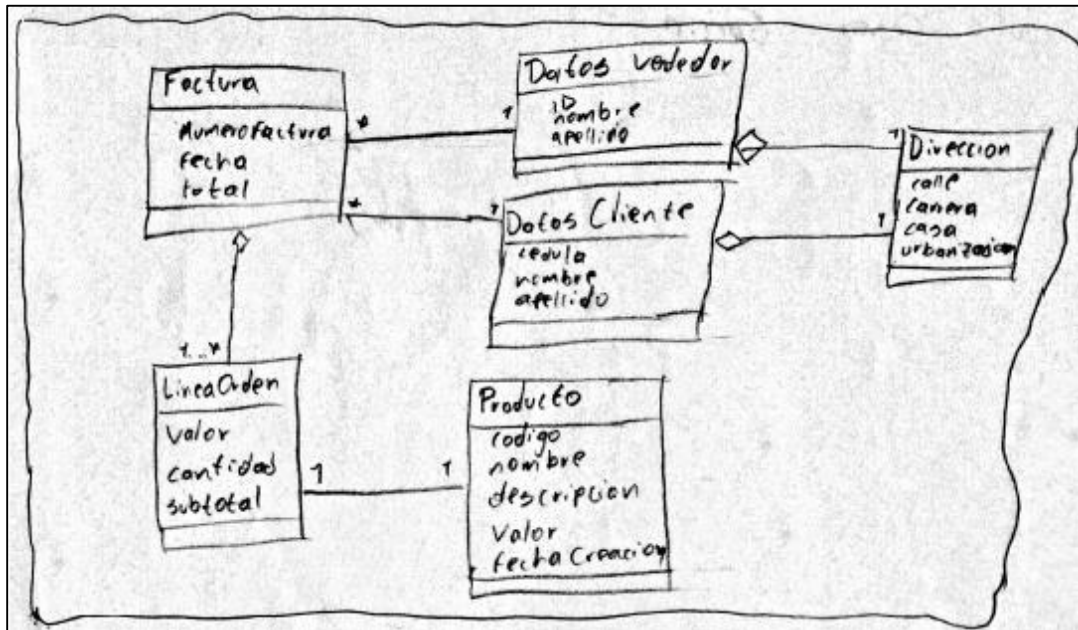 Factura
NumeroFactura
fecha
total
*
1
Datos Vededor
ID
nombre
apellido
*
1
Datos Cliente
cedula
nombre
apellido
1
1
Direccion
calle
carrera
casa
urbanizacion
1..*
LineaOrden
Valor
cantidad
subtotal
1
1
Producto
codigo
nombre
descripcion
Valor
fechaCreacion